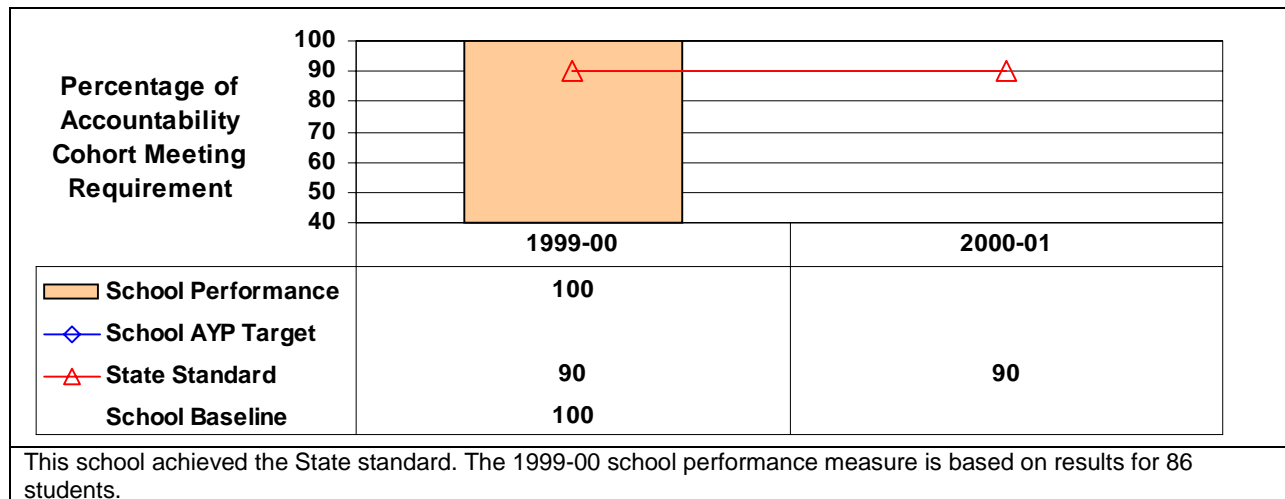 Percentage of
Accountability
Cohort Meeting
Requirement
100
90
80
70
60
50
40
1999-00 2000-01
School Performance 100
School AYP Target
State Standard 90 90
School Baseline 100
This school achieved the State standard. The 1999-00 school performance measure is based on results for 86
students.